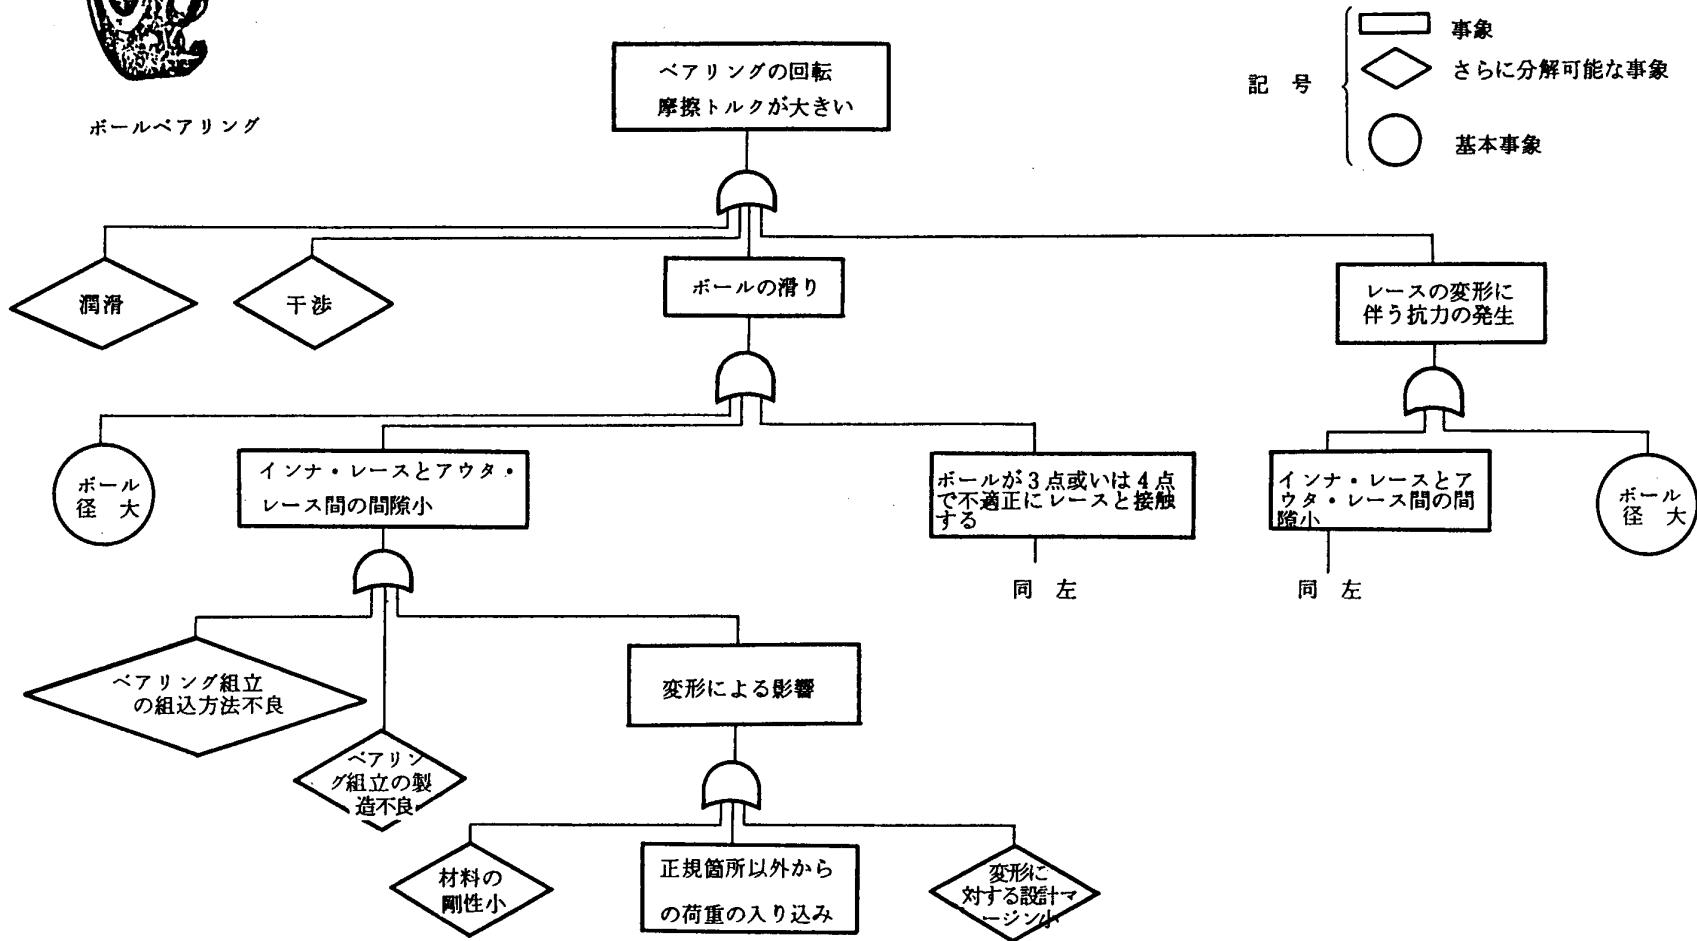 ボールベアリング
ベアリングの回転
摩擦トルクが大きい
記号
事象
さらに分解可能な事象
基本事象
潤滑
干渉
ボールの滑り
レースの変形に
伴う抗力の発生
ボール
径大
インナ・レースとアウタ・
レース間の間隙小
ボールが3点或いは4点
で不適正にレースと接触
する
同左
インナ・レースとア
ウタ・レース間の間
隙小
同左
ボール
径大
ベアリング組立
の組込方法不良
ベアリン
グ組立の製
造不良
変形による影響
材料の
剛性小
正規箇所以外から
の荷重の入り込み
変形に
対する設計マ
ージン小